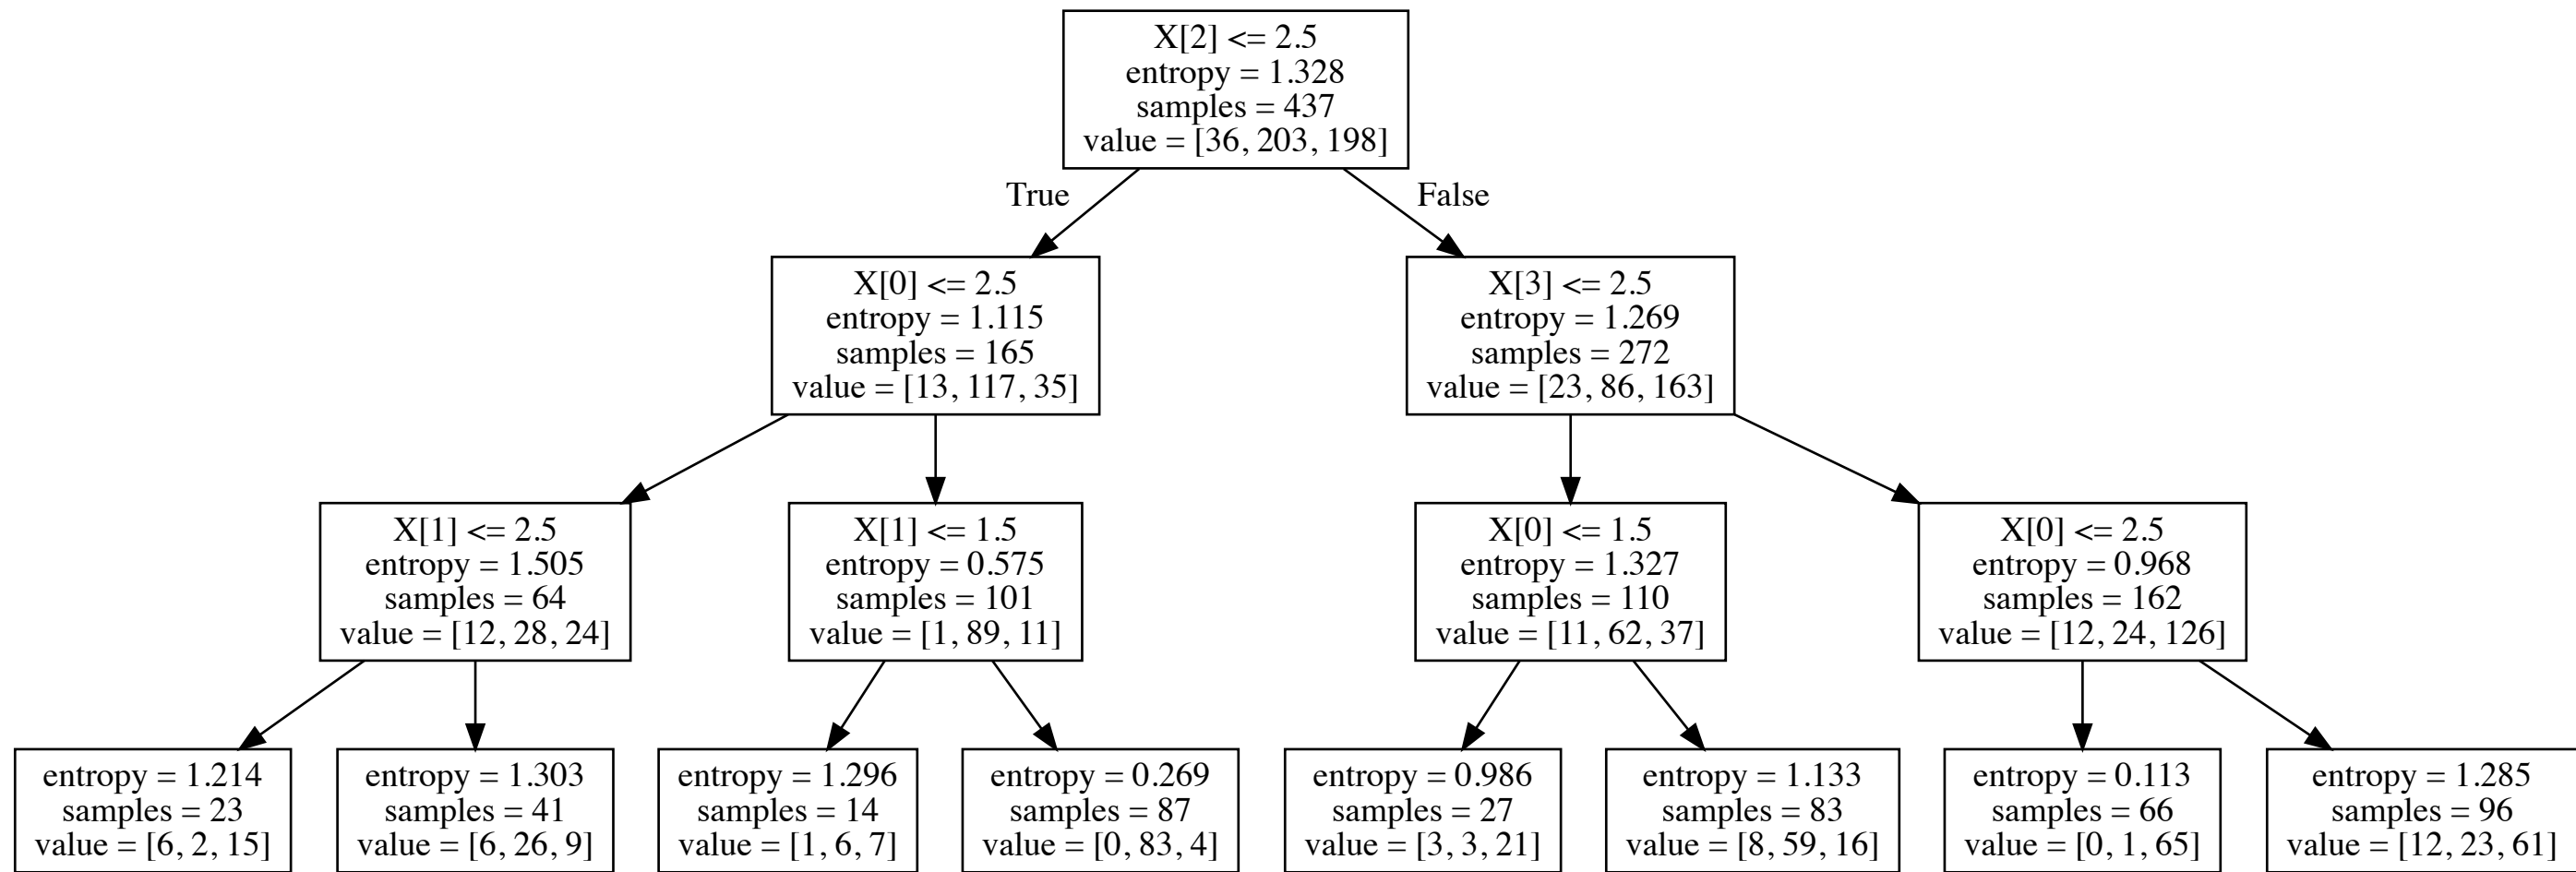 X[2] <= 2.5
entropy = 1.328
samples = 437
value = [36, 203, 198]
True
False
X[0] <= 2.5
entropy = 1.115
samples = 165
value = [13, 117, 35]
X[3] <= 2.5
entropy = 1.269
samples = 272
value = [23, 86, 163]
X[1] <= 2.5
entropy = 1.505
samples = 64
value = [12, 28, 24]
X[1] <= 1.5
entropy = 0.575
samples = 101
value = [1, 89, 11]
X[0] <= 1.5
entropy = 1.327
samples = 110
value = [11, 62, 37]
X[0] <= 2.5
entropy = 0.968
samples = 162
value = [12, 24, 126]
entropy = 1.214
samples = 23
value = [6, 2, 15]
entropy = 1.303
samples = 41
value = [6, 26, 9]
entropy = 1.296
samples = 14
value = [1, 6, 7]
entropy = 0.269
samples = 87
value = [0, 83, 4]
entropy = 0.986
samples = 27
value = [3, 3, 21]
entropy = 1.133
samples = 83
value = [8, 59, 16]
entropy = 0.113
samples = 66
value = [0, 1, 65]
entropy = 1.285
samples = 96
value = [12, 23, 61]